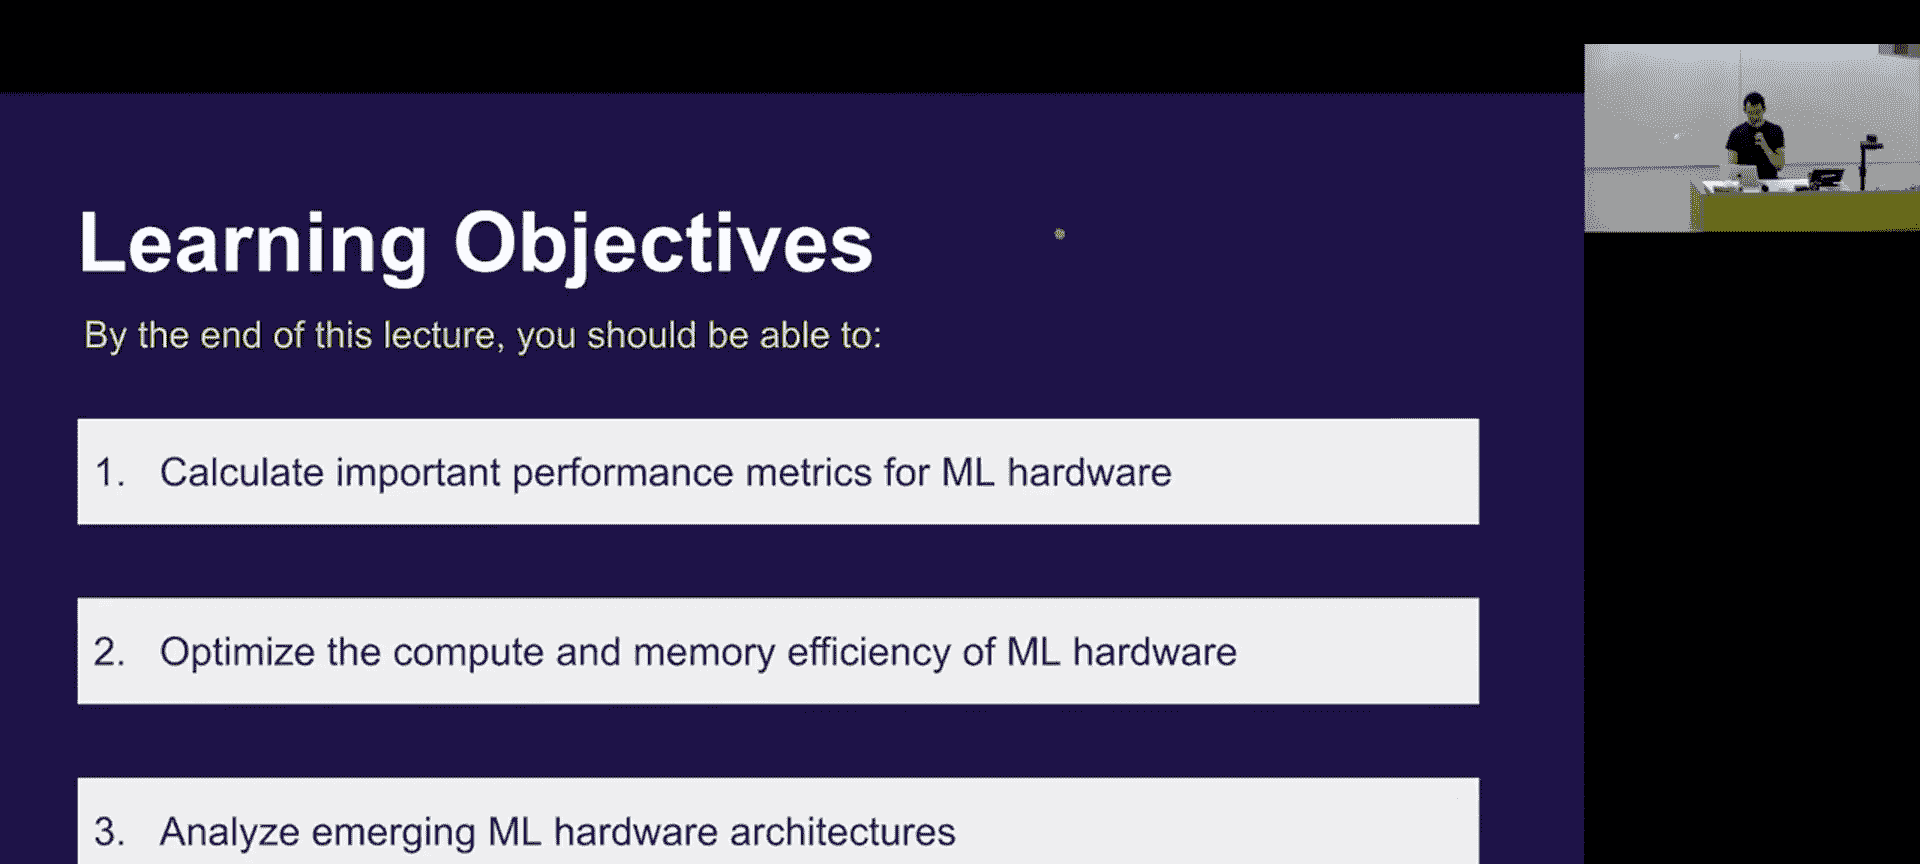 Learning Objectives
By the end of this lecture, you should be able to:
1. Calculate important performance metrics for ML hardware
2. Optimize the compute and memory efficiency of ML hardware
3. Analyze emerging ML hardware architectures